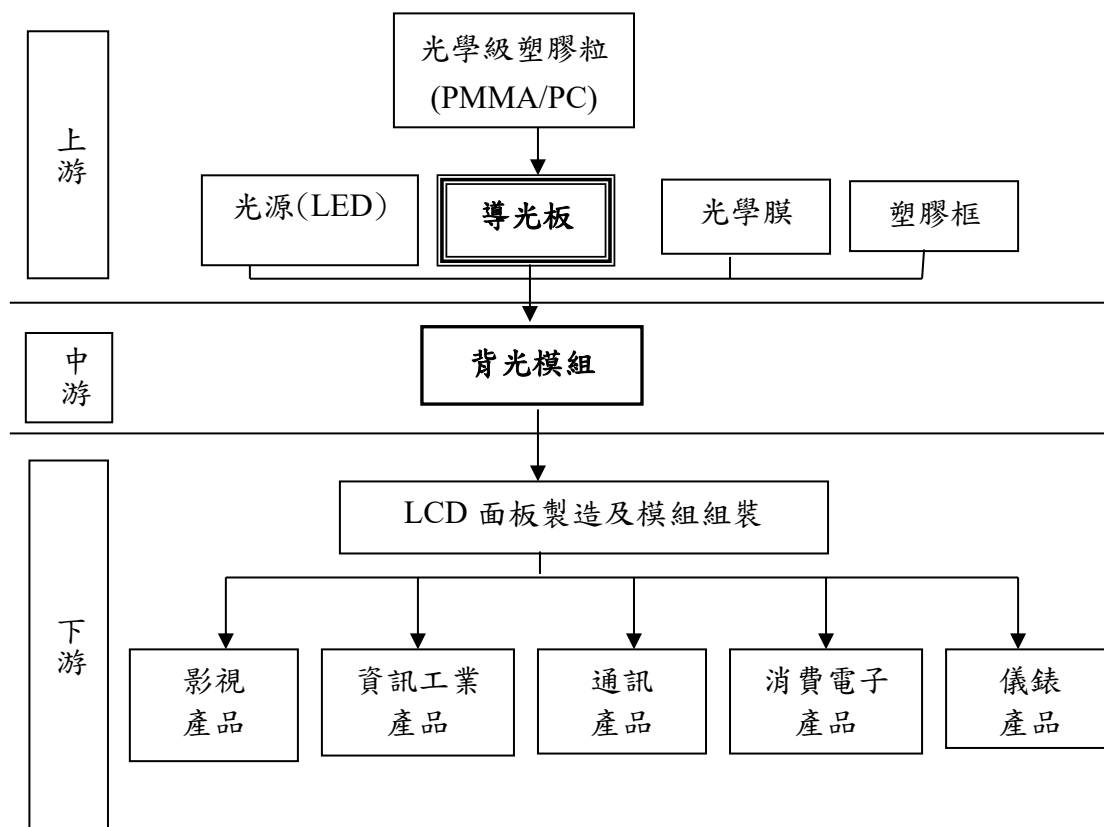 光學級塑膠粒
(PMMA/PC)
上
游
光源(LED)
導光板
光學膜
塑膠框
中
游
背光模組
下
游
LCD 面板製造及模組組裝
影視
產品
資訊工業
產品
通訊
產品
消費電子
產品
儀錶
產品